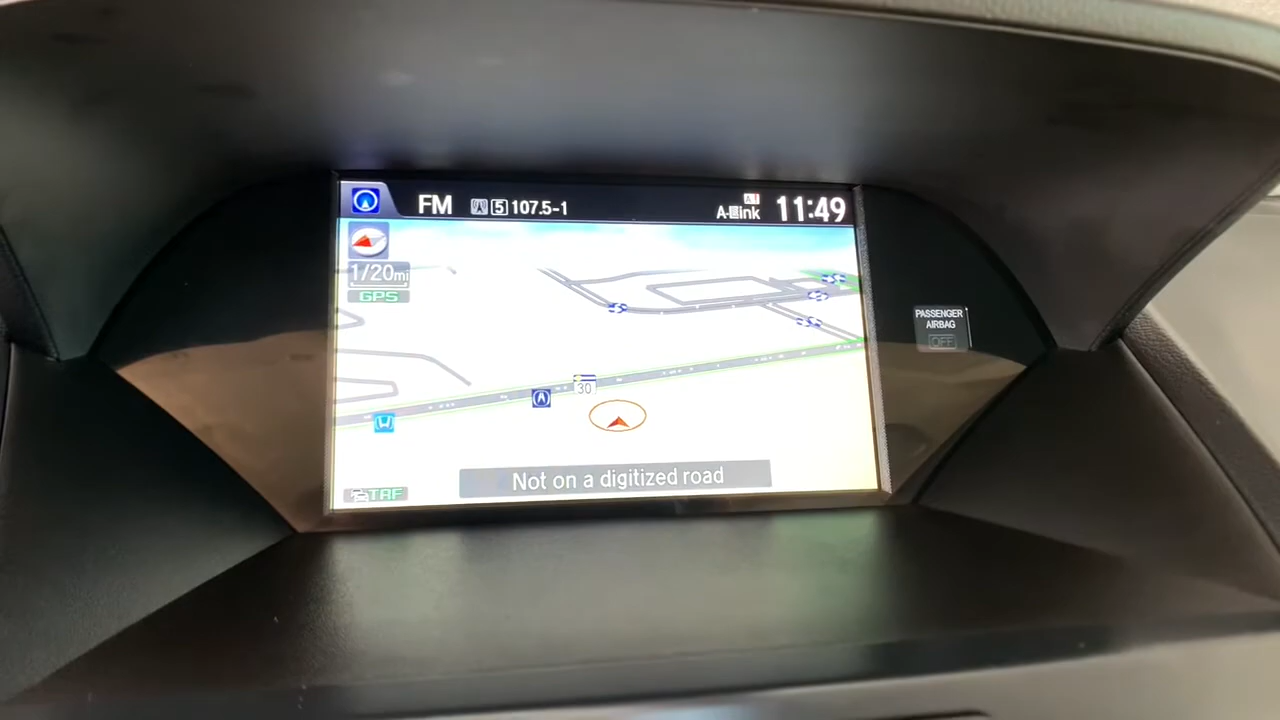 FM 5 107.5-1 A-Link 11:49
1/20mi
GPS
30
TRF
Not on a digitized road
PASSENGER
AIRBAG
OFF